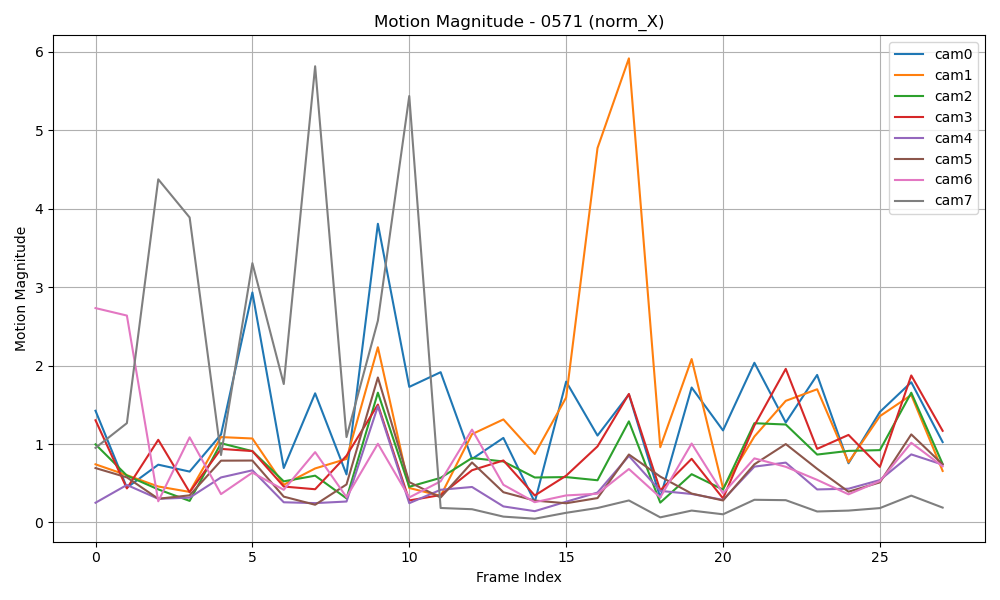 Motion Magnitude - 0571 (norm_X)
cam0
cam1
cam2
cam3
cam4
cam5
cam6
cam7
Motion Magnitude
6
5
4
3
2
1
0
0 5 10 15 20 25
Frame Index